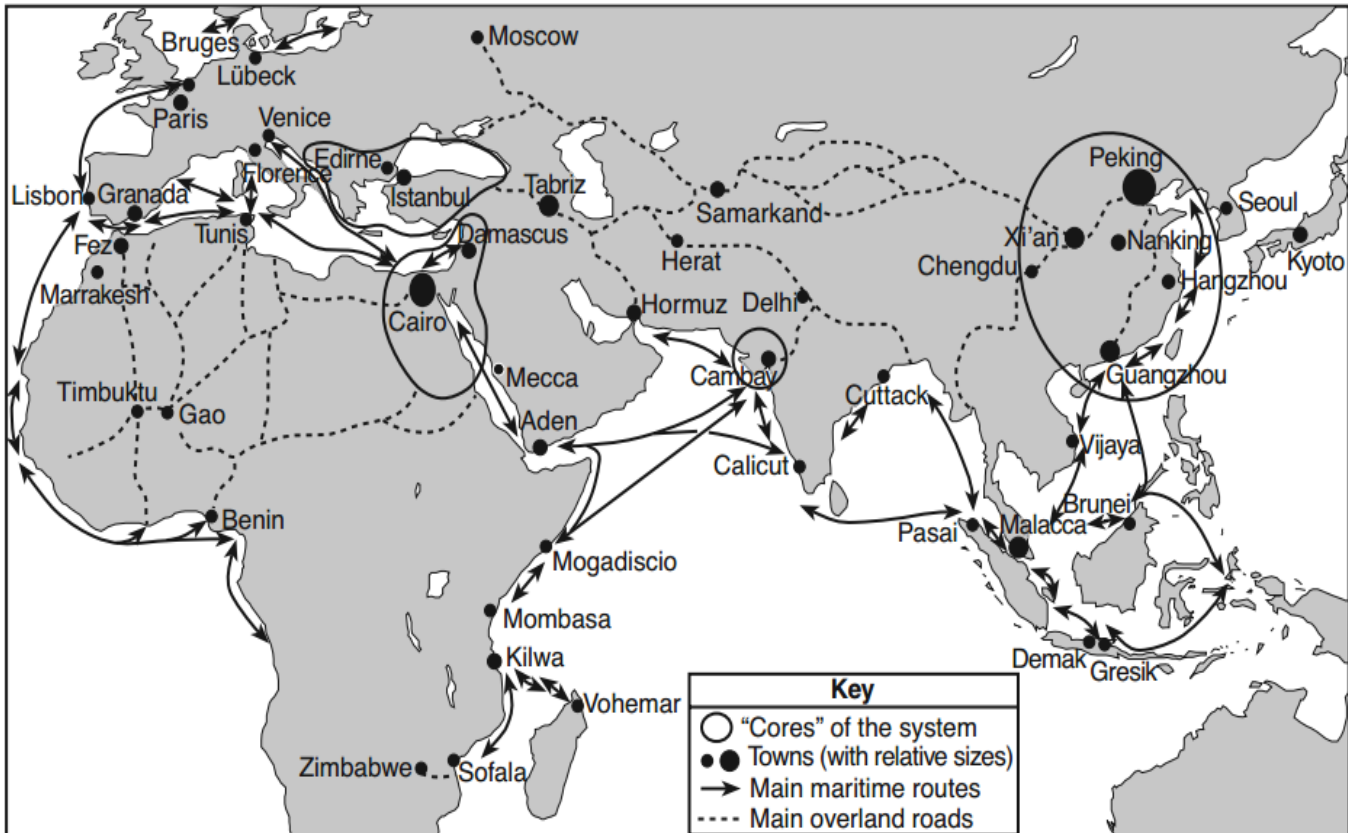 Moscow
Bruges
Lübeck
Paris
Venice
Edirne
Florence
Istanbul
Lisbon
Granada
Tunis
Fez
Marrakesh
Tabriz
Damascus
Cairo
Samarkand
Herat
Hormuz
Delhi
Peking
Seoul
Xi'an
Nanking
Kyoto
Chengdu
Hangzhou
Mecca
Cambay
Guangzhou
Cuttack
Timbuktu
Gao
Aden
Calicut
Vijaya
Benin
Brunei
Pasai
Malacca
Mogadiscio
Mombasa
Kilwa
Demak
Gresik
Vohemar
Zimbabwe
Sofala
Key
"Cores" of the system
Towns (with relative sizes)
Main maritime routes
Main overland roads